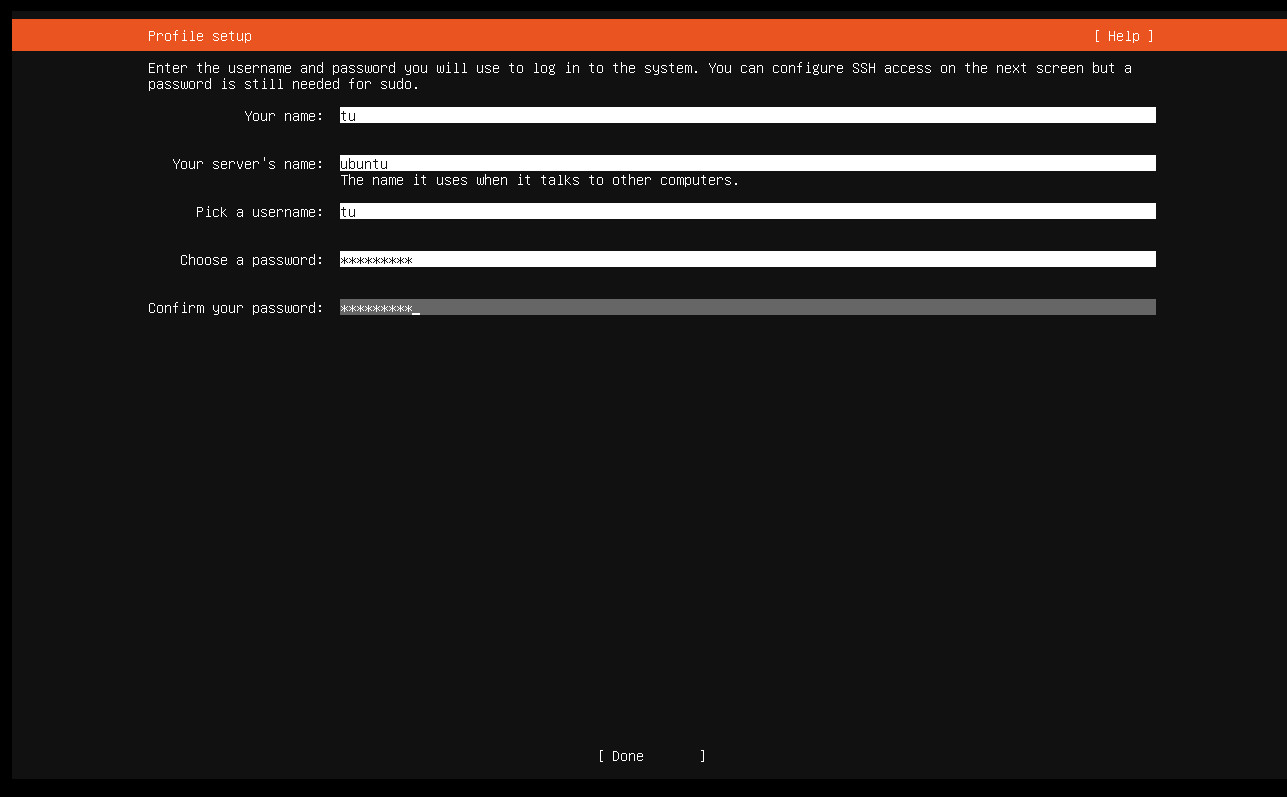 Profile setup [ Help ]
Enter the username and password you will use to log in to the system. You can configure SSH access on the next screen but a
password is still needed for sudo.
Your name: tu
Your server's name: ubuntu
The name it uses when it talks to other computers.
Pick a username: tu
Choose a password: *********
Confirm your password: *********_
[ Done ]